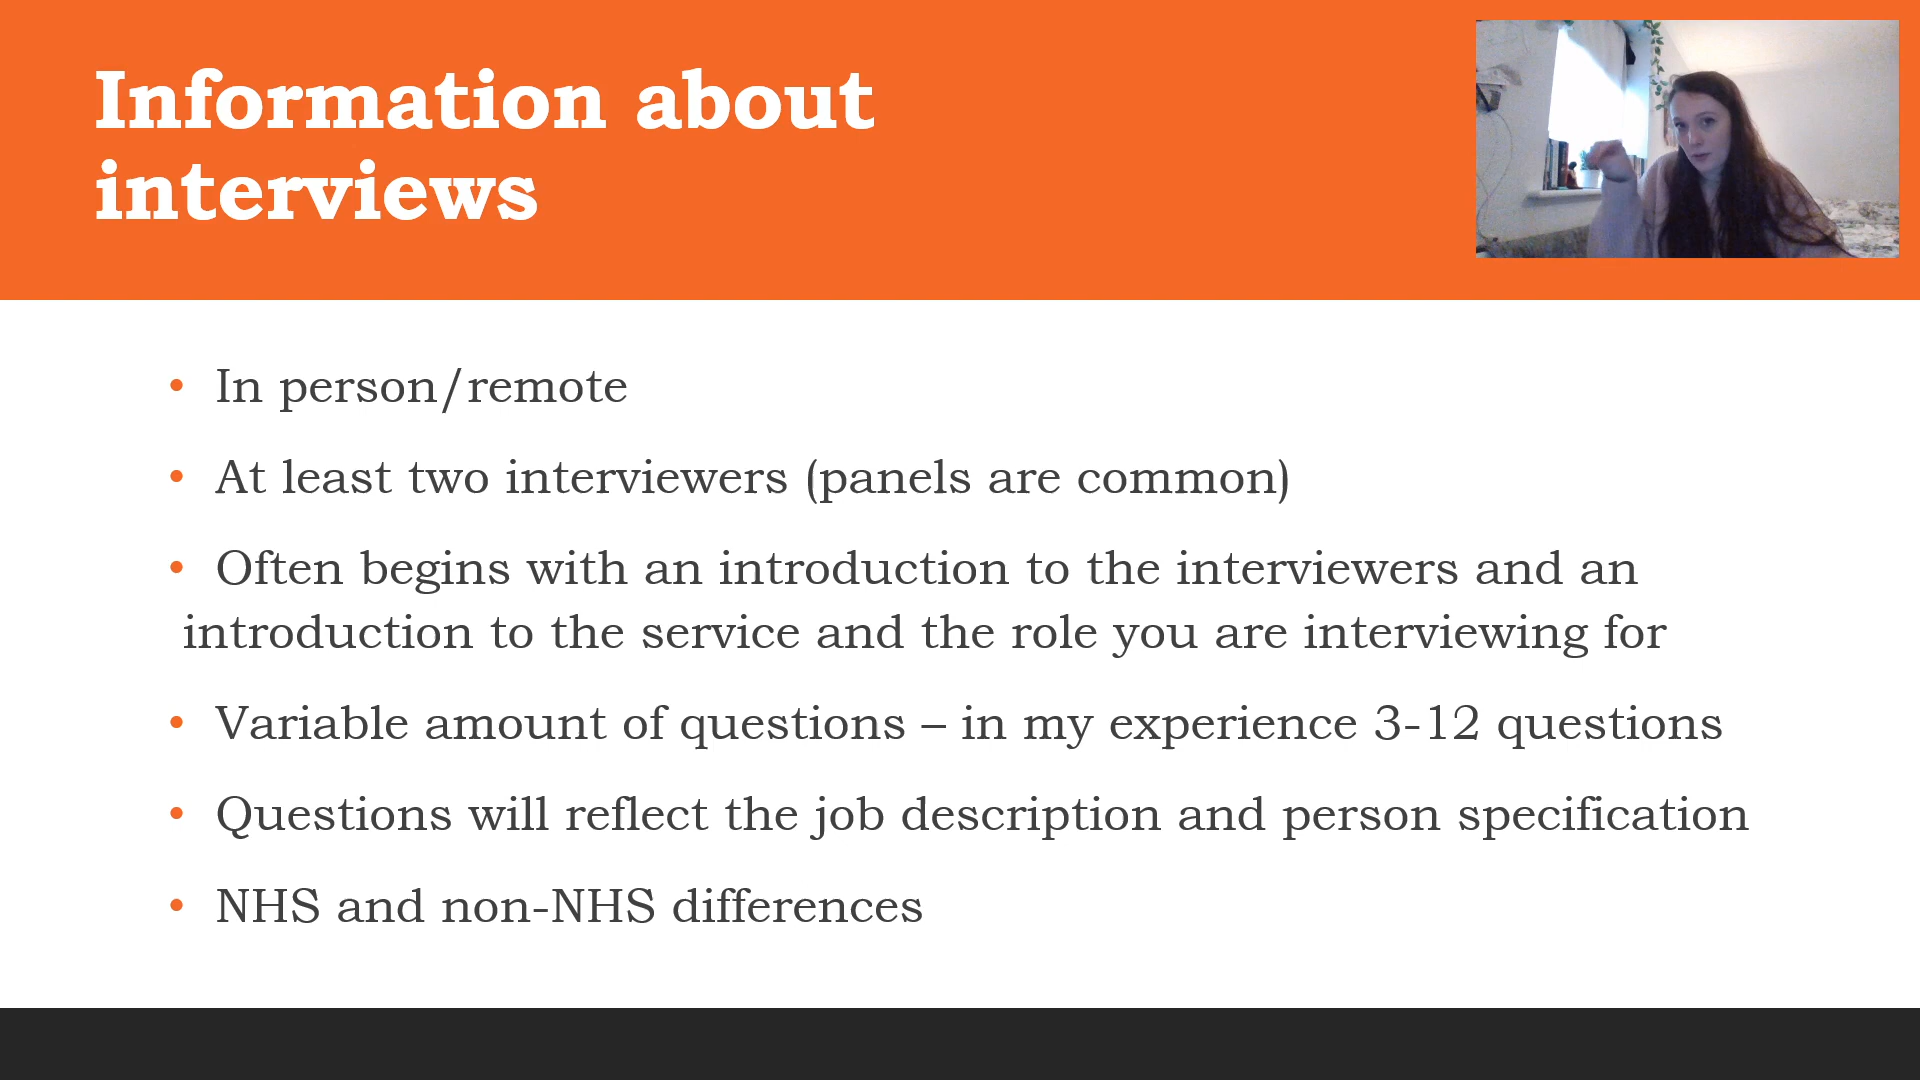 Information about
interviews
• In person/remote
• At least two interviewers (panels are common)
• Often begins with an introduction to the interviewers and an
introduction to the service and the role you are interviewing for
• Variable amount of questions – in my experience 3-12 questions
• Questions will reflect the job description and person specification
• NHS and non-NHS differences